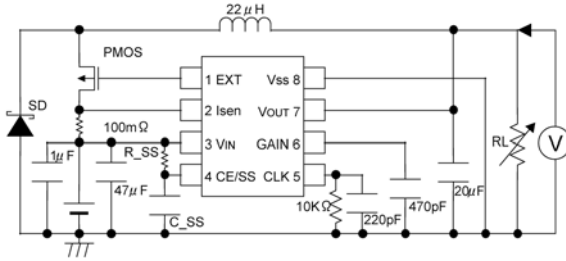 22μH
PMOS
1 EXT
Vss 8
SD
2 Isen
VOUT 7
100mΩ
3 VIN
GAIN 6
RL
V
1μF
R_SS
4 CE/SS
CLK 5
47μF
20μF
10KΩ
470pF
220pF
C_SS